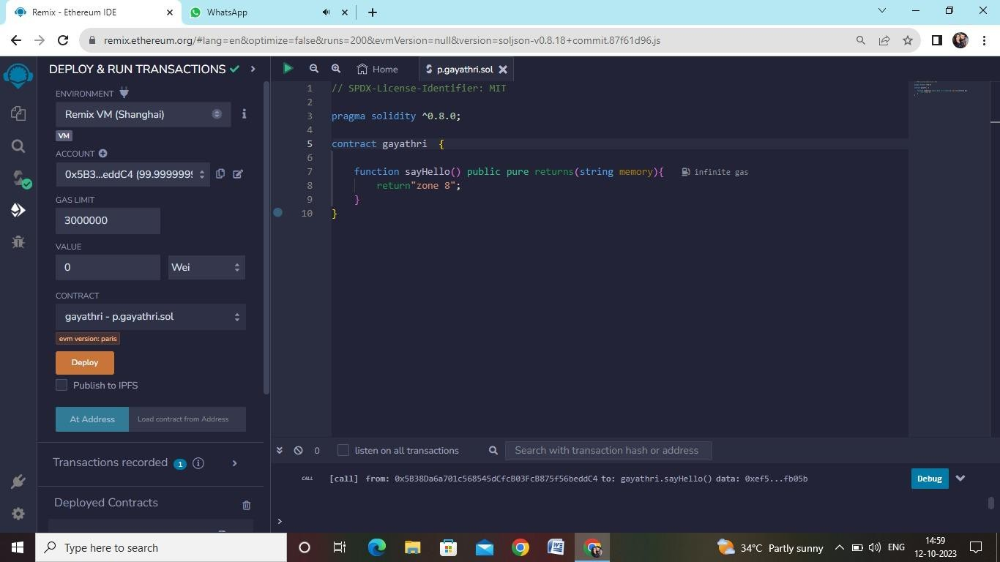 Remix - Ethereum IDE
WhatsApp
remix.ethereum.org/#lang=en&optimize=false&runs=200&evmVersion=null&version=soljson-v0.8.18+commit.87f61d96.js
DEPLOY & RUN TRANSACTIONS
ENVIRONMENT
Remix VM (Shanghai)
VM
ACCOUNT
0x5B3...eddC4 (99.9999999
GAS LIMIT
3000000
VALUE
0
Wei
CONTRACT
gayathri - p.gayathri.sol
evm version: paris
Deploy
Publish to IPFS
At Address
Load contract from Address
Transactions recorded 1
Deployed Contracts
Home
p.gayathri.sol
1 // SPDX-License-Identifier: MIT
2
3 pragma solidity ^0.8.0;
4
5 contract gayathri  {
6
7     function sayHello() public pure returns(string memory){ infinite gas
8         return"zone 8";
9     }
10 }
0
listen on all transactions
Search with transaction hash or address
CALL [call] from: 0x5B38Da6a701c568545dCfcB03FcB875f56beddC4 to: gayathri.sayHello() data: 0xef5...fb05b
Debug
>
Type here to search
34°C Partly sunny
ENG
14:59
12-10-2023